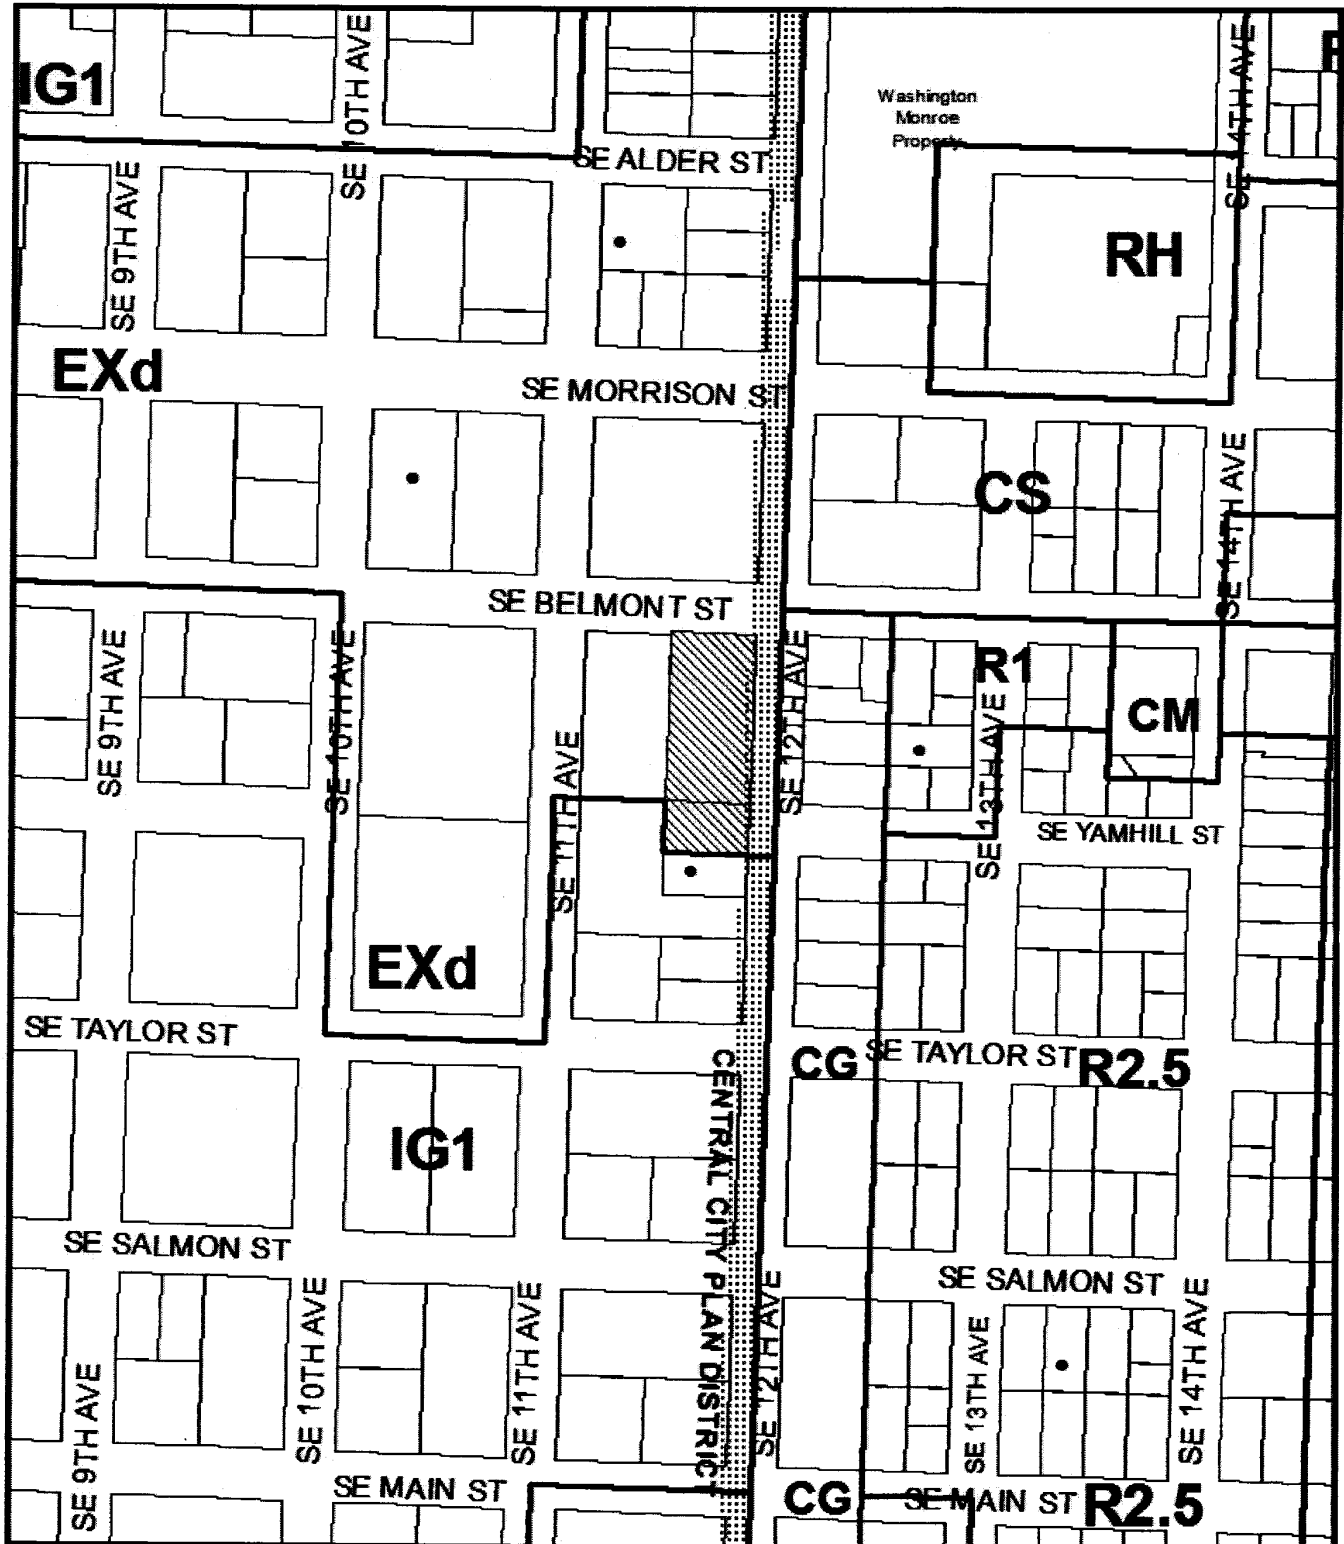 IG1
SE 10TH AVE
Washington
Monroe
Property
SE 14TH AVE
SE ALDER ST
SE 9TH AVE
RH
EXd
SE MORRISON ST
CS
SE 14TH AVE
SE BELMONT ST
SE 9TH AVE
SE 10TH AVE
SE 11TH AVE
SE 12TH AVE
R1
SE 13TH AVE
CM
SE YAMHILL ST
EXd
SE TAYLOR ST
CG
SE TAYLOR ST
R2.5
CENTRAL CITY PLAN DISTRICT
IG1
SE SALMON ST
SE SALMON ST
SE 9TH AVE
SE 10TH AVE
SE 11TH AVE
SE 12TH AVE
SE 13TH AVE
SE 14TH AVE
SE MAIN ST
CG
SE MAIN ST
R2.5